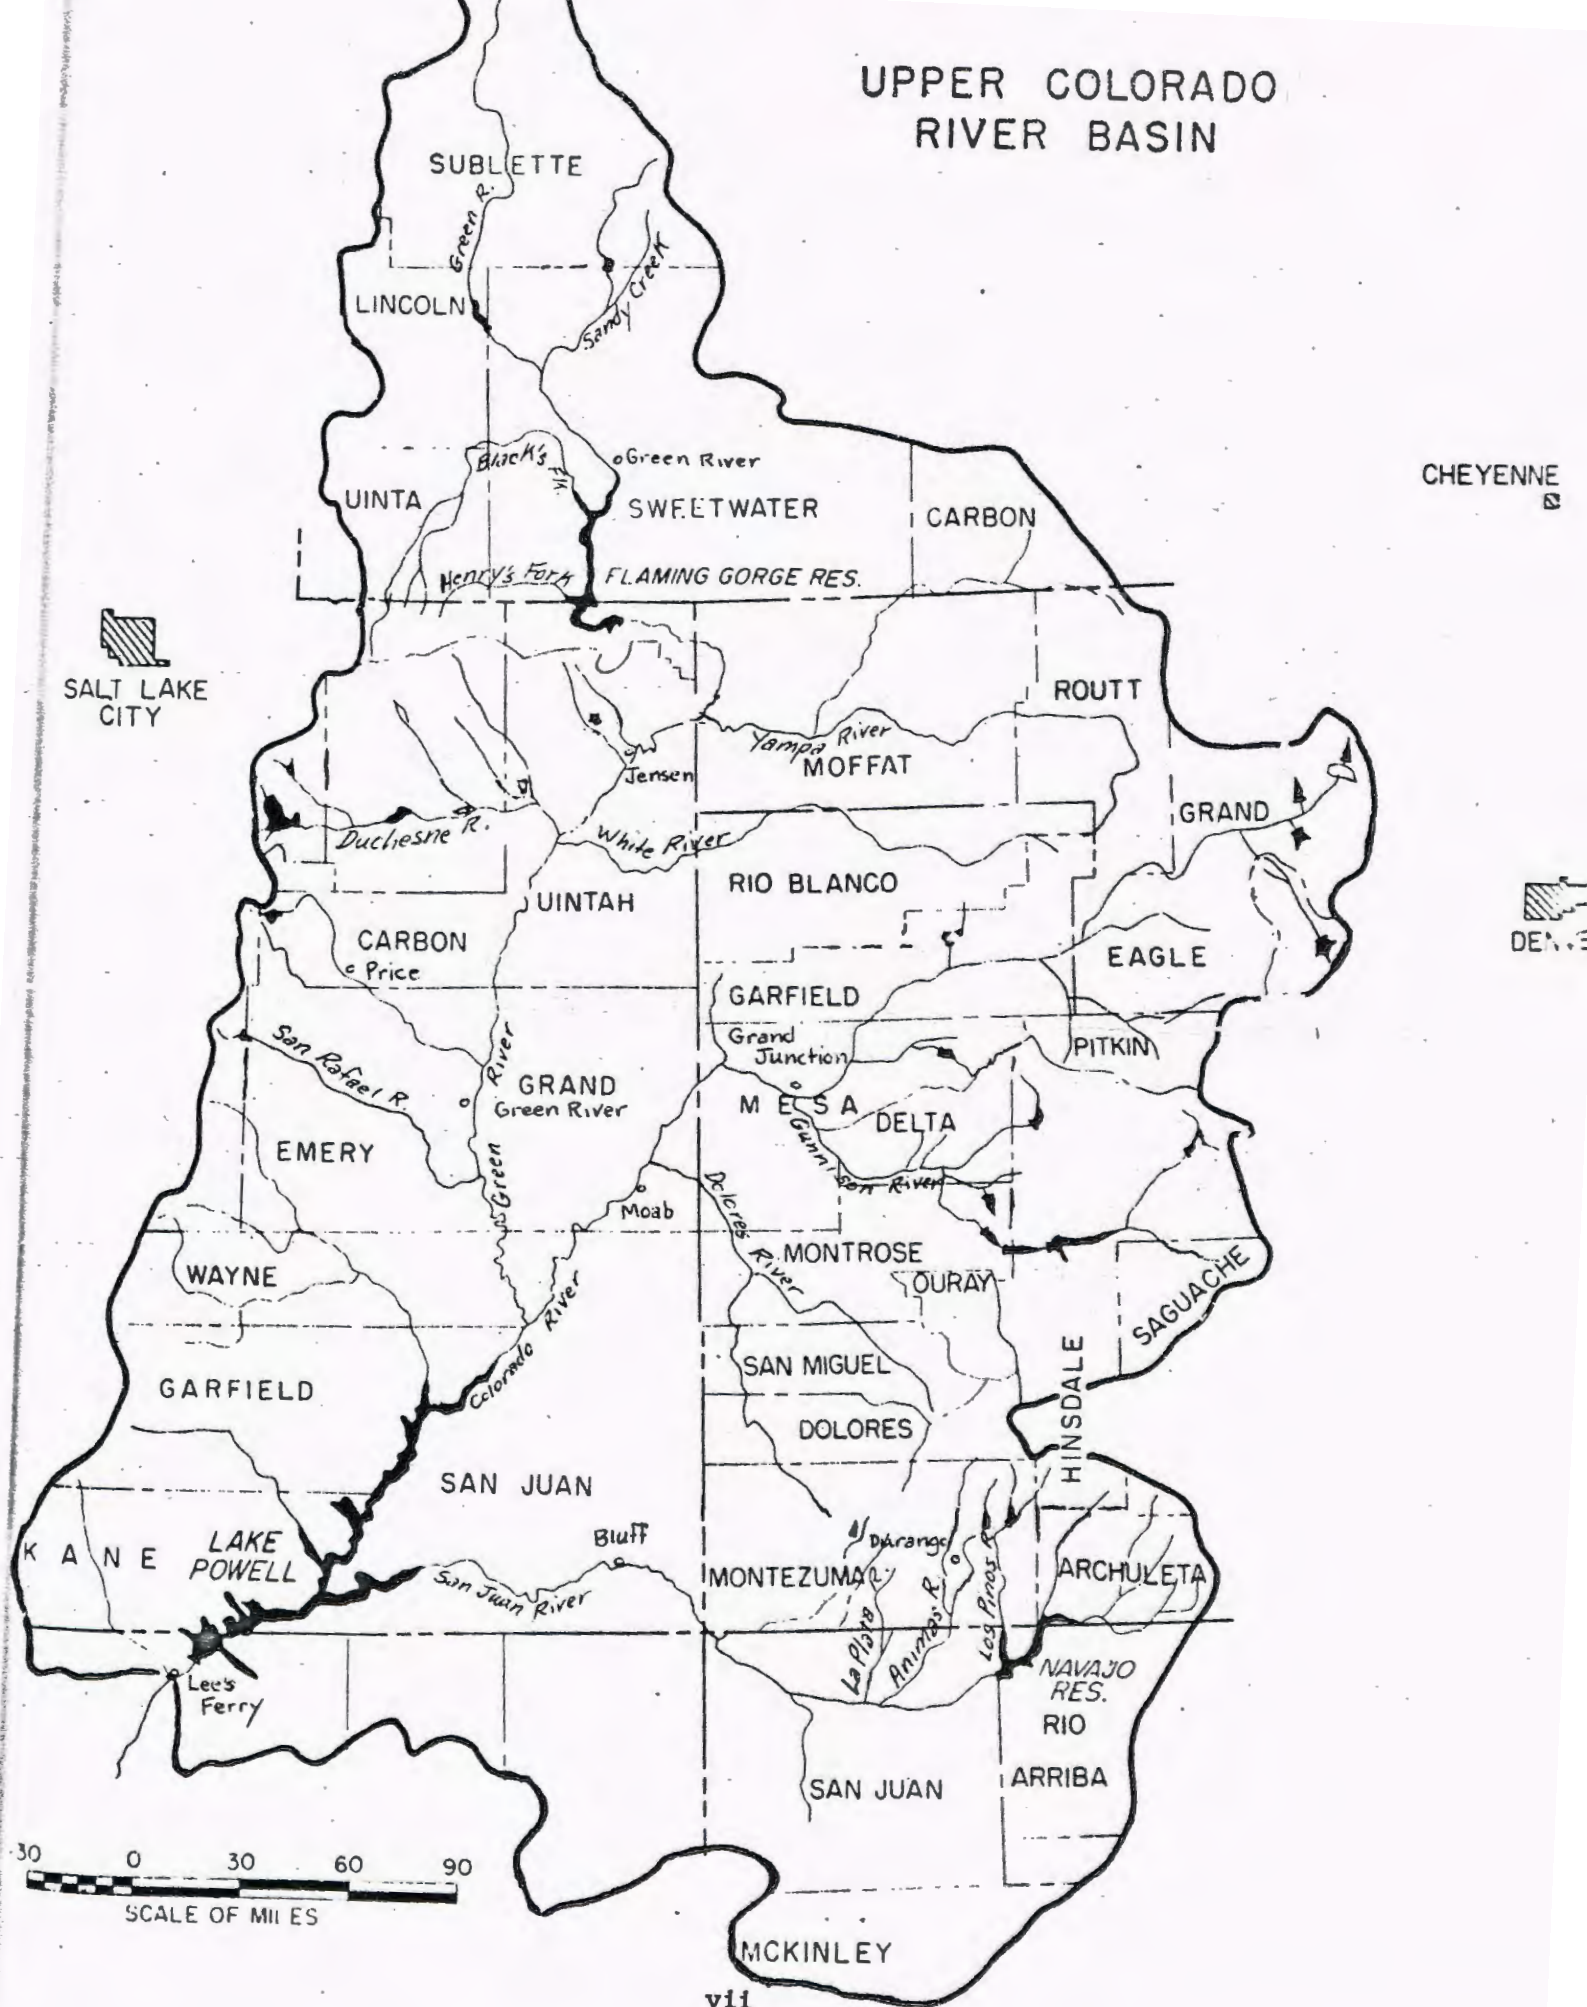 UPPER COLORADO
RIVER BASIN
SUBLETTE
Green R.
LINCOLN
Sandy Creek
Black's
Flk.
Green River
CHEYENNE
UINTA
SWEETWATER
CARBON
Henry's Fork
FLAMING GORGE RES.
SALT LAKE
CITY
ROUTT
Yampa River
MOFFAT
Jensen
GRAND
Duchesne R.
White River
RIO BLANCO
UINTAH
CARBON
Price
EAGLE
GARFIELD
Grand
Junction
PITKIN
San Rafael R.
River
GRAND
Green River
MESA
DELTA
Gunnison River
EMERY
Green
Moab
Dolores
River
MONTROSE
OURAY
WAYNE
SAGUACHE
River
Colorado
SAN MIGUEL
GARFIELD
DOLORES
HINSDALE
SAN JUAN
KANE
LAKE
POWELL
Bluff
San Juan River
Durango
MONTEZUMA
ARCHULETA
La Plata
Animas R.
Los Pinos R.
Lee's
Ferry
NAVAJO
RES.
RIO
ARRIBA
SAN JUAN
30 0 30 60 90
SCALE OF MILES
MCKINLEY
vii